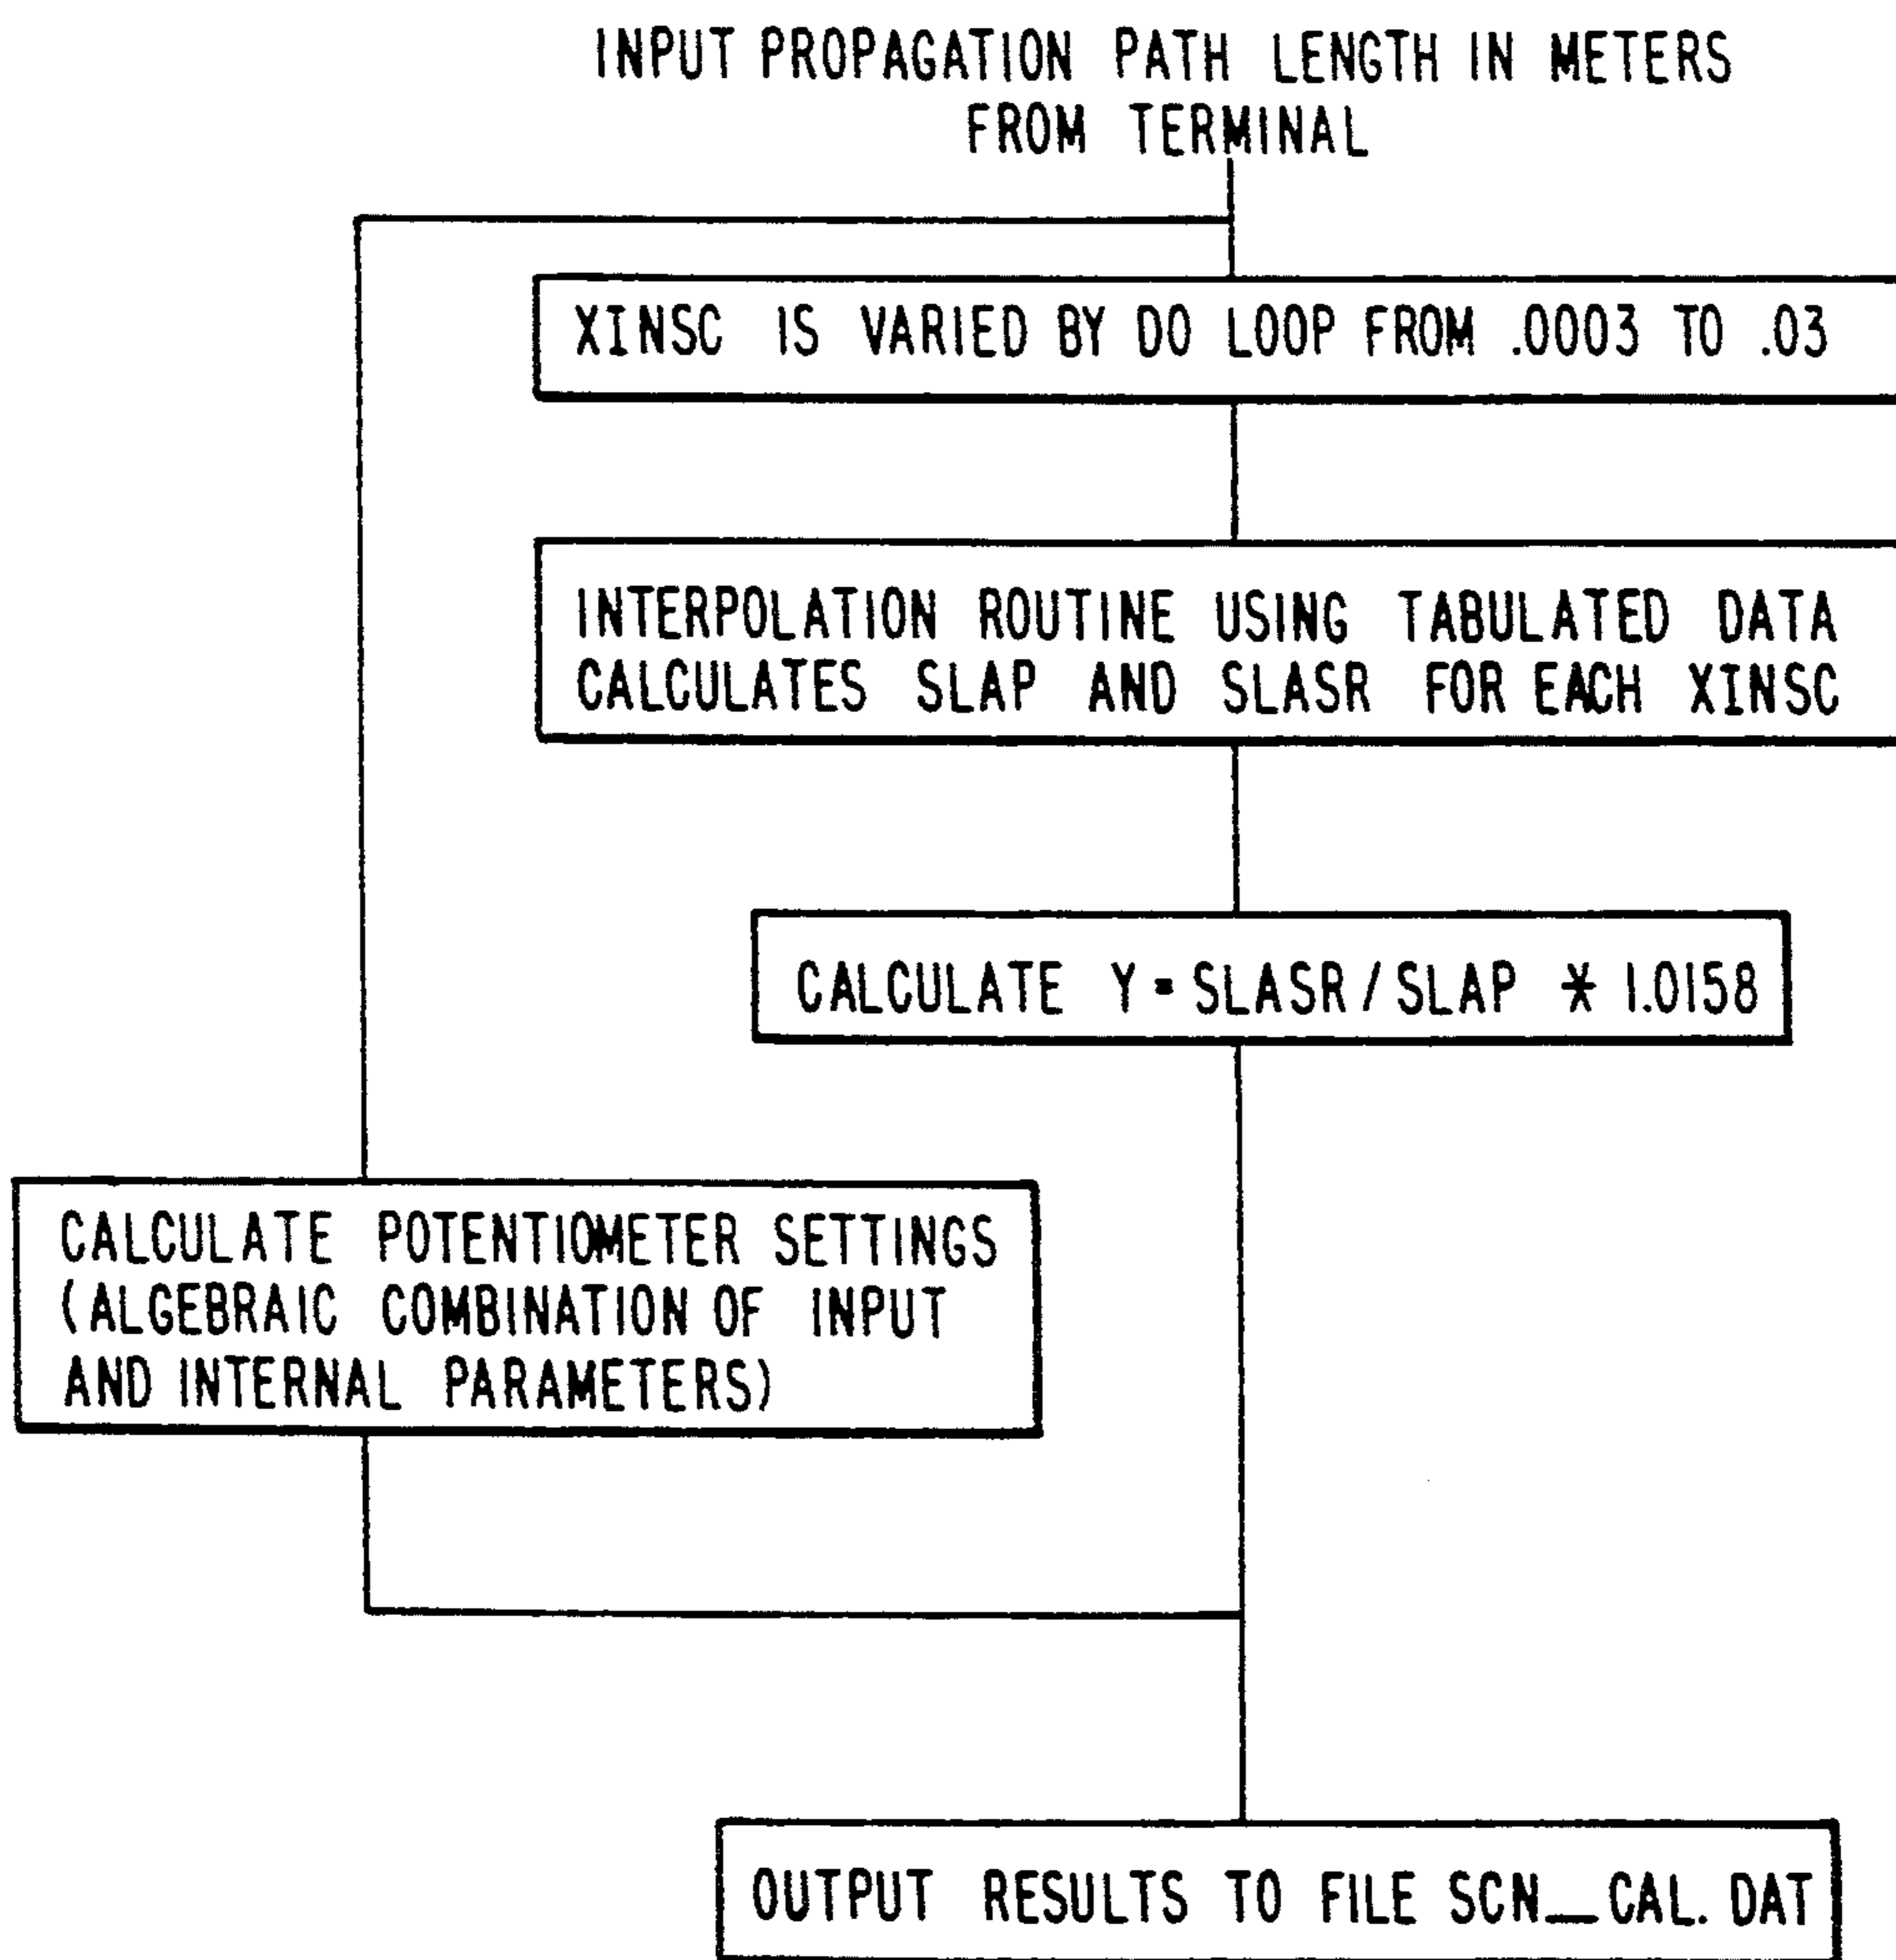 INPUT PROPAGATION PATH LENGTH IN METERS
FROM TERMINAL
XINSC IS VARIED BY DO LOOP FROM .0003 TO .03
INTERPOLATION ROUTINE USING TABULATED DATA
CALCULATES SLAP AND SLASR FOR EACH XINSC
CALCULATE Y = SLASR / SLAP * 1.0158
CALCULATE POTENTIOMETER SETTINGS
(ALGEBRAIC COMBINATION OF INPUT
AND INTERNAL PARAMETERS)
OUTPUT RESULTS TO FILE SCN_CAL. DAT